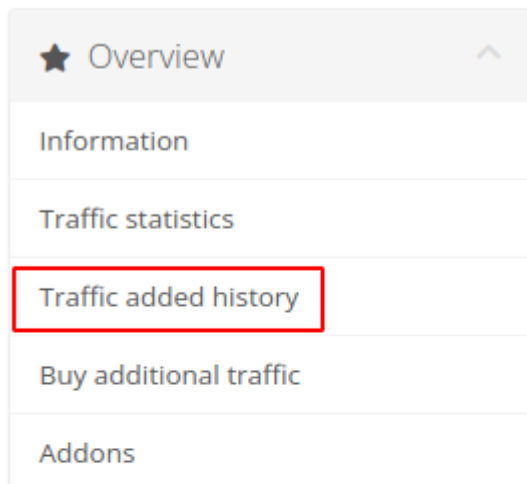 Overview
Information
Traffic statistics
Traffic added history
Buy additional traffic
Addons